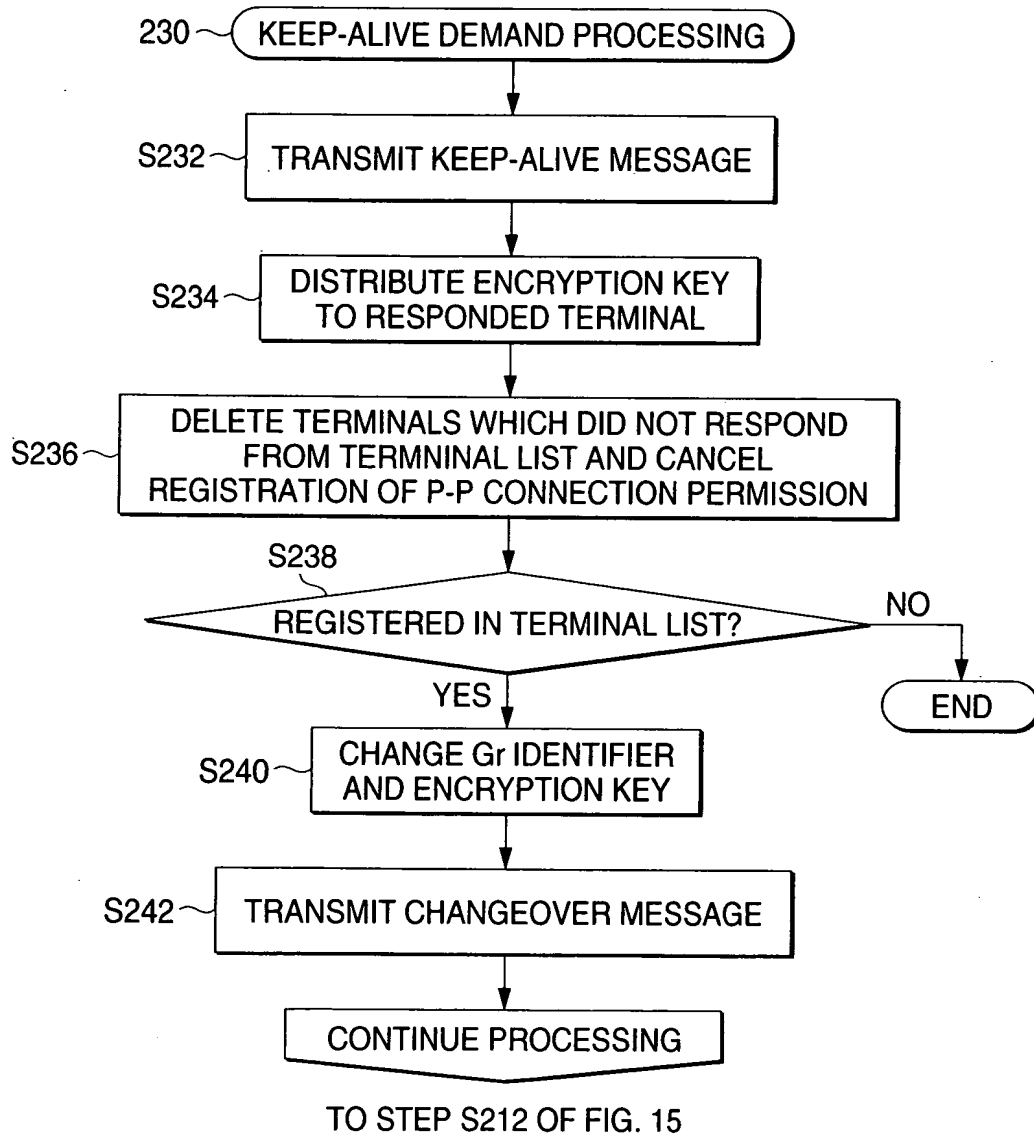 230
KEEP-ALIVE DEMAND PROCESSING
S232
TRANSMIT KEEP-ALIVE MESSAGE
S234
DISTRIBUTE ENCRYPTION KEY
TO RESPONDED TERMINAL
S236
DELETE TERMINALS WHICH DID NOT RESPOND
FROM TERMNINAL LIST AND CANCEL
REGISTRATION OF P-P CONNECTION PERMISSION
S238
REGISTERED IN TERMINAL LIST?
NO
END
YES
S240
CHANGE Gr IDENTIFIER
AND ENCRYPTION KEY
S242
TRANSMIT CHANGEOVER MESSAGE
CONTINUE PROCESSING
TO STEP S212 OF FIG. 15